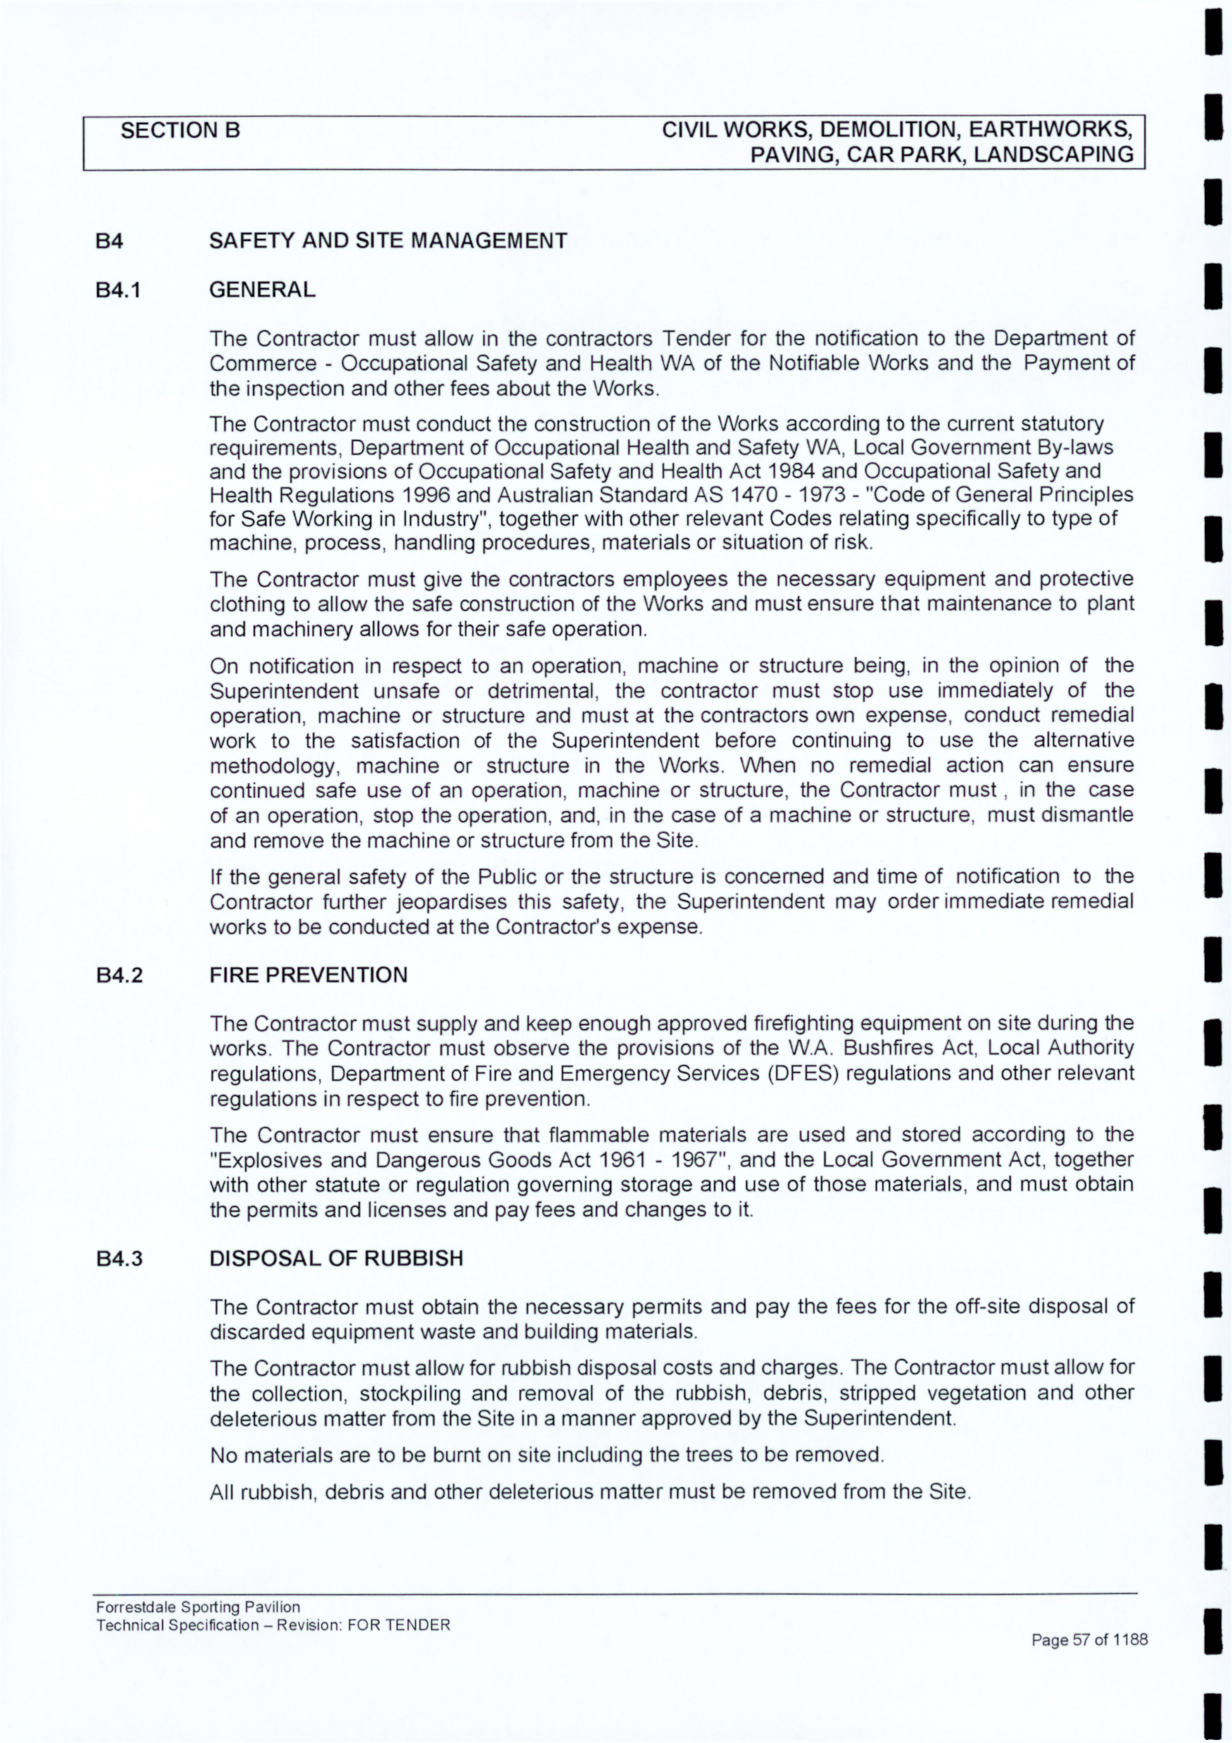 SECTION B
CIVIL WORKS, DEMOLITION, EARTHWORKS,
PAVING, CAR PARK, LANDSCAPING
B4 SAFETY AND SITE MANAGEMENT
B4.1 GENERAL
The Contractor must allow in the contractors Tender for the notification to the Department of
Commerce - Occupational Safety and Health WA of the Notifiable Works and the Payment of
the inspection and other fees about the Works.
The Contractor must conduct the construction of the Works according to the current statutory
requirements, Department of Occupational Health and Safety WA, Local Government By-laws
and the provisions of Occupational Safety and Health Act 1984 and Occupational Safety and
Health Regulations 1996 and Australian Standard AS 1470 - 1973 - "Code of General Principles
for Safe Working in Industry", together with other relevant Codes relating specifically to type of
machine, process, handling procedures, materials or situation of risk.
The Contractor must give the contractors employees the necessary equipment and protective
clothing to allow the safe construction of the Works and must ensure that maintenance to plant
and machinery allows for their safe operation.
On notification in respect to an operation, machine or structure being, in the opinion of the
Superintendent unsafe or detrimental, the contractor must stop use immediately of the
operation, machine or structure and must at the contractors own expense, conduct remedial
work to the satisfaction of the Superintendent before continuing to use the alternative
methodology, machine or structure in the Works. When no remedial action can ensure
continued safe use of an operation, machine or structure, the Contractor must , in the case
of an operation, stop the operation, and, in the case of a machine or structure, must dismantle
and remove the machine or structure from the Site.
If the general safety of the Public or the structure is concerned and time of notification to the
Contractor further jeopardises this safety, the Superintendent may order immediate remedial
works to be conducted at the Contractor's expense.
B4.2 FIRE PREVENTION
The Contractor must supply and keep enough approved firefighting equipment on site during the
works. The Contractor must observe the provisions of the W.A. Bushfires Act, Local Authority
regulations, Department of Fire and Emergency Services (DFES) regulations and other relevant
regulations in respect to fire prevention.
The Contractor must ensure that flammable materials are used and stored according to the
"Explosives and Dangerous Goods Act 1961 - 1967", and the Local Government Act, together
with other statute or regulation governing storage and use of those materials, and must obtain
the permits and licenses and pay fees and changes to it.
B4.3 DISPOSAL OF RUBBISH
The Contractor must obtain the necessary permits and pay the fees for the off-site disposal of
discarded equipment waste and building materials.
The Contractor must allow for rubbish disposal costs and charges. The Contractor must allow for
the collection, stockpiling and removal of the rubbish, debris, stripped vegetation and other
deleterious matter from the Site in a manner approved by the Superintendent.
No materials are to be burnt on site including the trees to be removed.
All rubbish, debris and other deleterious matter must be removed from the Site.
Forrestdale Sporting Pavilion
Technical Specification – Revision: FOR TENDER
Page 57 of 1188